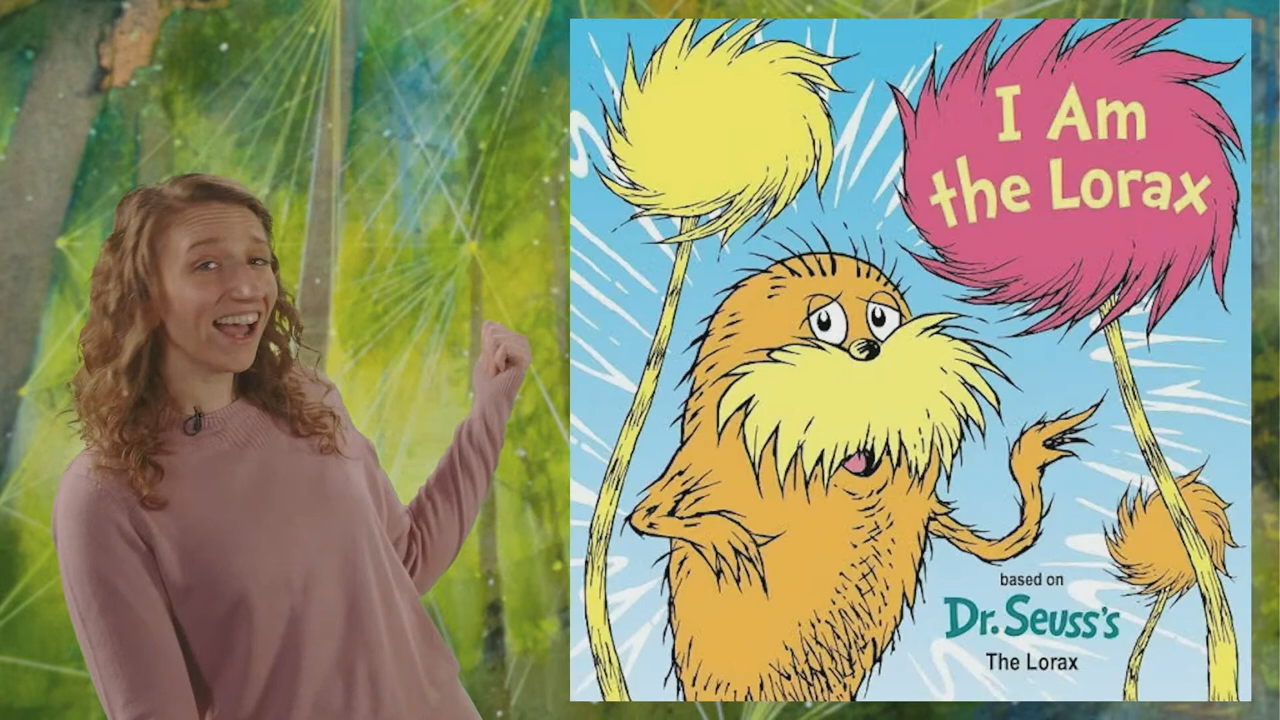 I Am
the Lorax
based on
Dr. Seuss's
The Lorax